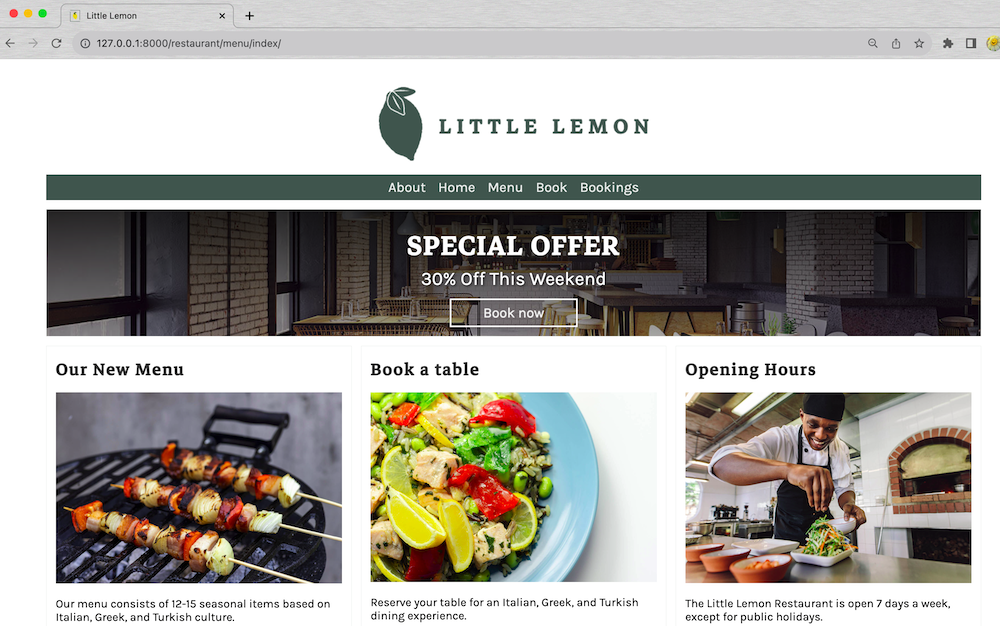 Little Lemon
127.0.0.1:8000/restaurant/menu/index/
LITTLE LEMON
About Home Menu Book Bookings
SPECIAL OFFER
30% Off This Weekend
Book now
Our New Menu
Our menu consists of 12-15 seasonal items based on
Italian, Greek, and Turkish culture.
Book a table
Reserve your table for an Italian, Greek, and Turkish
dining experience.
Opening Hours
The Little Lemon Restaurant is open 7 days a week,
except for public holidays.